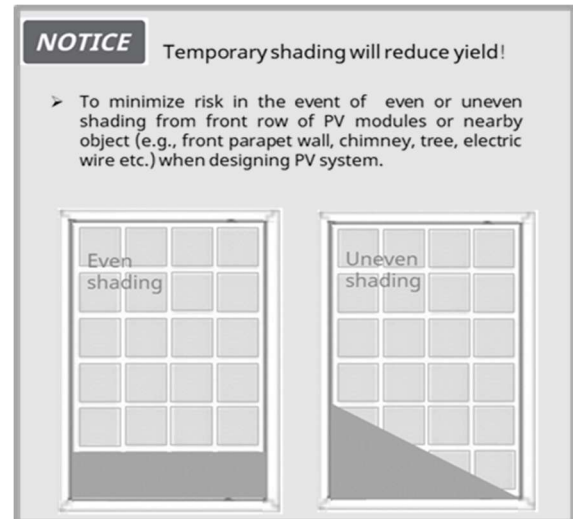 NOTICE
Temporary shading will reduce yield!
➢ To minimize risk in the event of even or uneven
shading from front row of PV modules or nearby
object (e.g., front parapet wall, chimney, tree, electric
wire etc.) when designing PV system.
Even
shading
Uneven
shading